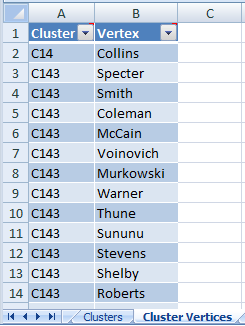 A B C
1 Cluster Vertex
2 C14 Collins
3 C143 Specter
4 C143 Smith
5 C143 Coleman
6 C143 McCain
7 C143 Voinovich
8 C143 Murkowski
9 C143 Warner
10 C143 Thune
11 C143 Sununu
12 C143 Stevens
13 C143 Shelby
14 C143 Roberts
Clusters Cluster Vertices